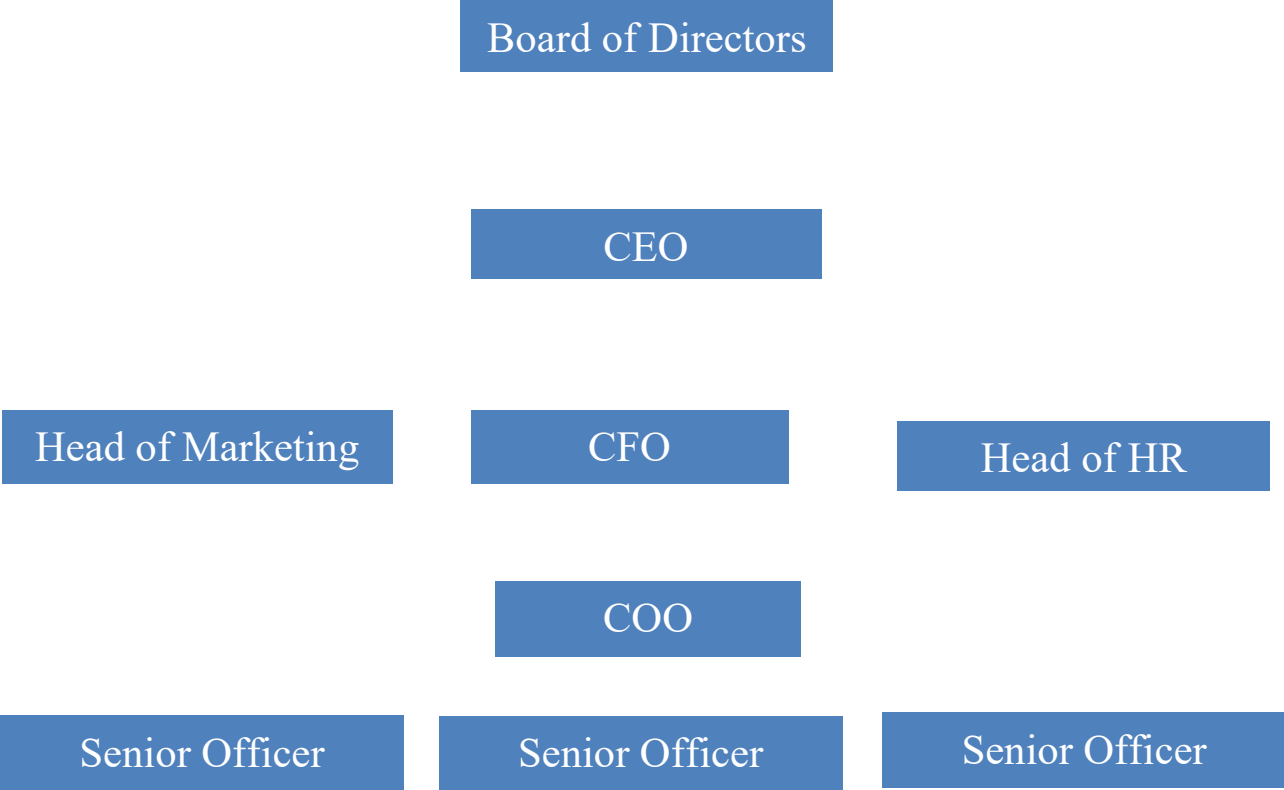 Board of Directors
CEO
Head of Marketing
CFO
Head of HR
COO
Senior Officer
Senior Officer
Senior Officer